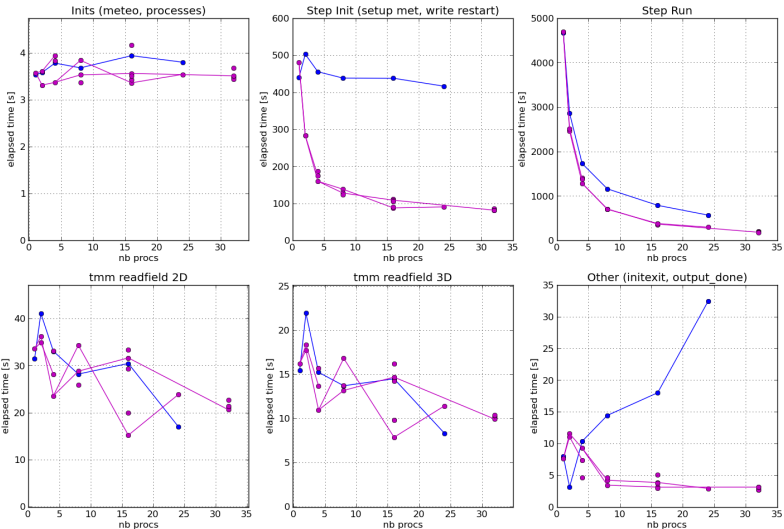 Inits (meteo, processes)
elapsed time [s]
4
3
2
1
0
0 5 10 15 20 25 30 35
nb procs
Step Init (setup met, write restart)
elapsed time [s]
600
500
400
300
200
100
0
0 5 10 15 20 25 30 35
nb procs
Step Run
elapsed time [s]
5000
4000
3000
2000
1000
0
0 5 10 15 20 25 30 35
nb procs
tmm readfield 2D
elapsed time [s]
40
30
20
10
0
0 5 10 15 20 25 30 35
nb procs
tmm readfield 3D
elapsed time [s]
25
20
15
10
5
0
0 5 10 15 20 25 30 35
nb procs
Other (initexit, output_done)
elapsed time [s]
35
30
25
20
15
10
5
0
0 5 10 15 20 25 30 35
nb procs